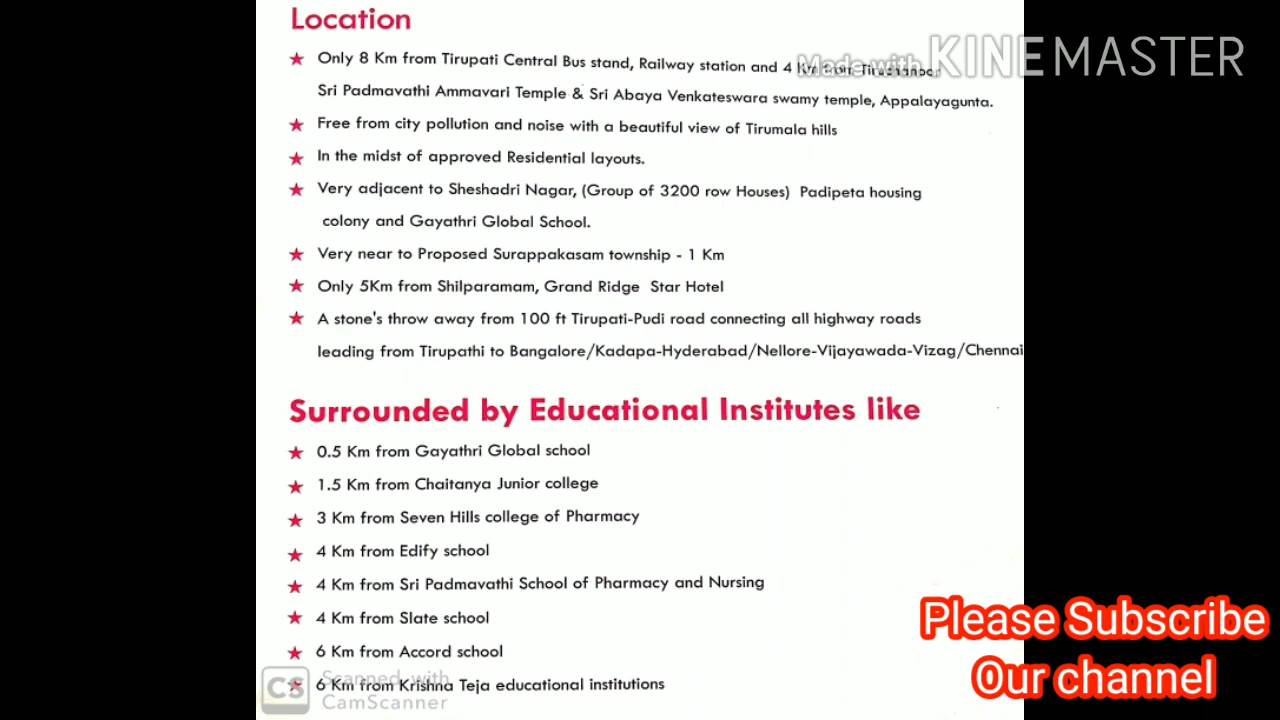 Location
Only 8 Km from Tirupati Central Bus stand, Railway station and 4 Km from Tiruchanoor
Sri Padmavathi Ammavari Temple & Sri Abaya Venkateswara swamy temple, Appalayagunta.
Free from city pollution and noise with a beautiful view of Tirumala hills
In the midst of approved Residential layouts.
Very adjacent to Sheshadri Nagar, (Group of 3200 row Houses) Padipeta housing
colony and Gayathri Global School.
Very near to Proposed Surappakasam township - 1 Km
Only 5Km from Shilparamam, Grand Ridge Star Hotel
A stone's throw away from 100 ft Tirupati-Pudi road connecting all highway roads
leading from Tirupathi to Bangalore/Kadapa-Hyderabad/Nellore-Vijayawada-Vizag/Chennai
Surrounded by Educational Institutes like
0.5 Km from Gayathri Global school
1.5 Km from Chaitanya Junior college
3 Km from Seven Hills college of Pharmacy
4 Km from Edify school
4 Km from Sri Padmavathi School of Pharmacy and Nursing
4 Km from Slate school
6 Km from Accord school
6 Km from Krishna Teja educational institutions
Made with KINEMASTER
CS Scanned with
CamScanner
Please Subscribe
Our channel